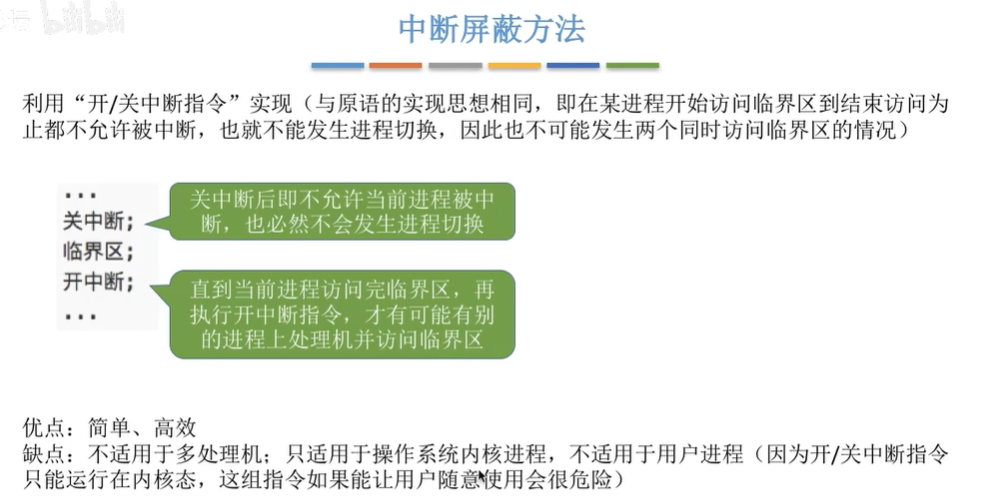 bilibili
中断屏蔽方法
利用“开/关中断指令”实现（与原语的实现思想相同，即在某进程开始访问临界区到结束访问为
止都不允许被中断，也就不能发生进程切换，因此也不可能发生两个同时访问临界区的情况）
...
关中断;
临界区;
开中断;
...
关中断后即不允许当前进程被中
断，也必然不会发生进程切换
直到当前进程访问完临界区，再
执行开中断指令，才有可能有别
的进程上处理机并访问临界区
优点：简单、高效
缺点：不适用于多处理机；只适用于操作系统内核进程，不适用于用户进程（因为开/关中断指令
只能运行在内核态，这组指令如果能让用户随意使用会很危险）